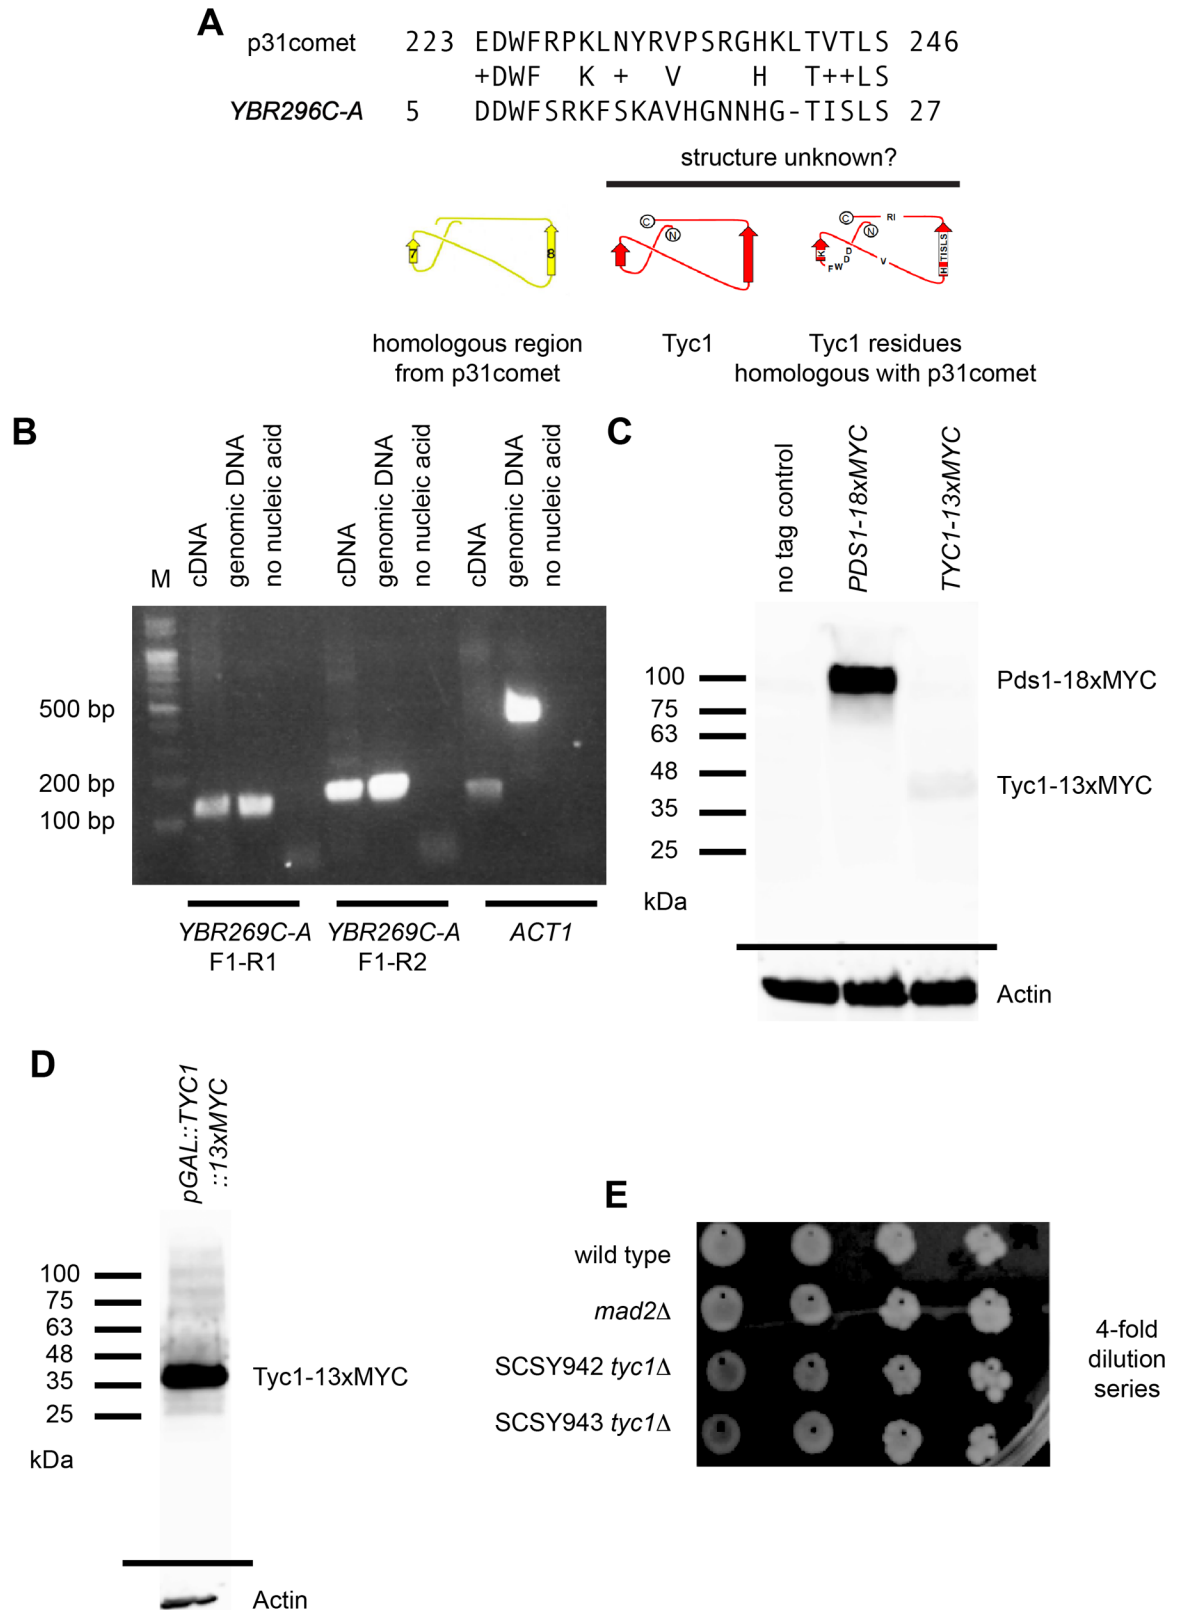 A
p31comet 223 EDWFRPKLNYRVPSRGHKLTVTLS 246
+DWF K + V H T++LS
YBR296C-A 5 DDWFSRKFSKAVHGNNHG-TISLS 27
structure unknown?
7 8
C N
C N RI K F W D D V H TISLS
homologous region
from p31comet
Tyc1
Tyc1 residues
homologous with p31comet
B
M
cDNA
genomic DNA
no nucleic acid
cDNA
genomic DNA
no nucleic acid
cDNA
genomic DNA
no nucleic acid
500 bp
200 bp
100 bp
YBR269C-A
F1-R1
YBR269C-A
F1-R2
ACT1
C
no tag control
PDS1-18xMYC
TYC1-13xMYC
100
75
63
48
35
25
kDa
Pds1-18xMYC
Tyc1-13xMYC
Actin
D
pGAL::TYC1
::13xMYC
100
75
63
48
35
25
kDa
Tyc1-13xMYC
Actin
E
wild type
mad2Δ
SCSY942 tyc1Δ
SCSY943 tyc1Δ
4-fold
dilution
series